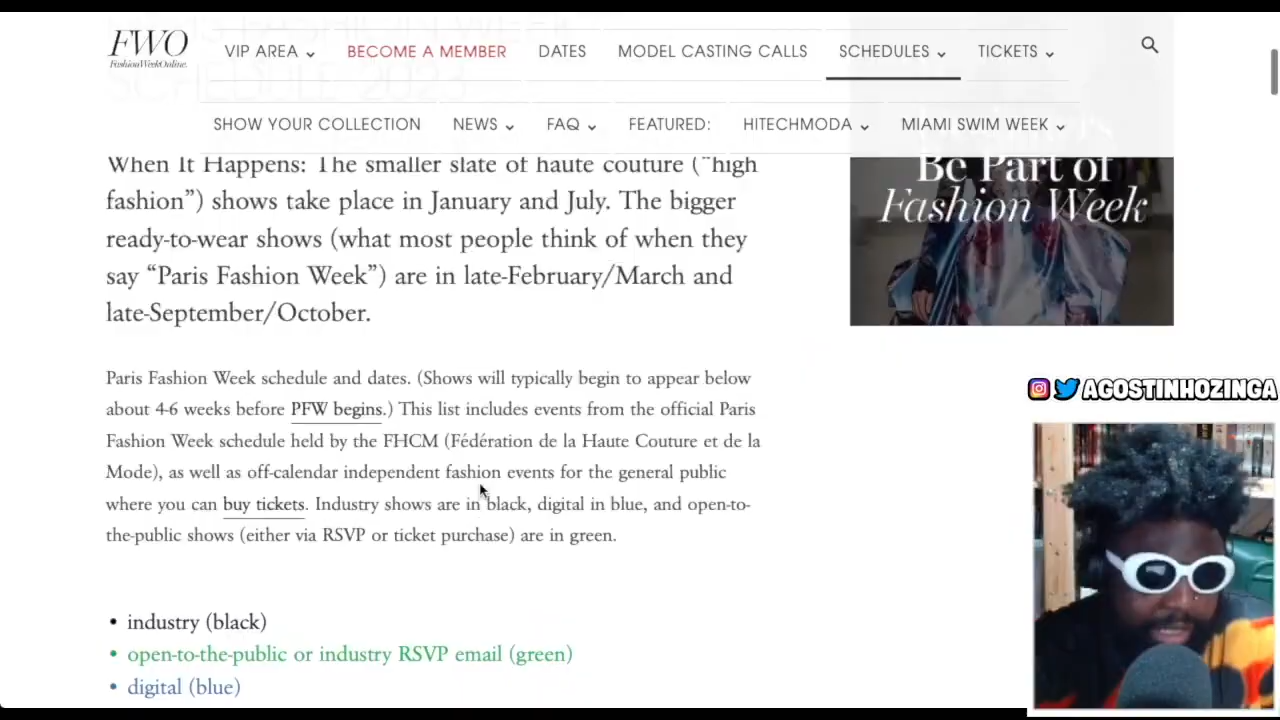 FWO
FashionWeekOnline.
VIP AREA
BECOME A MEMBER
DATES
MODEL CASTING CALLS
SCHEDULES
TICKETS
SHOW YOUR COLLECTION
NEWS
FAQ
FEATURED:
HITECHMODA
MIAMI SWIM WEEK
SCHEDULE 2023
When It Happens: The smaller slate of haute couture (“high
fashion”) shows take place in January and July. The bigger
ready-to-wear shows (what most people think of when they
say “Paris Fashion Week”) are in late-February/March and
late-September/October.
Be Part of
Fashion Week
Paris Fashion Week schedule and dates. (Shows will typically begin to appear below
about 4-6 weeks before PFW begins.) This list includes events from the official Paris
Fashion Week schedule held by the FHCM (Fédération de la Haute Couture et de la
Mode), as well as off-calendar independent fashion events for the general public
where you can buy tickets. Industry shows are in black, digital in blue, and open-to-
the-public shows (either via RSVP or ticket purchase) are in green.
• industry (black)
• open-to-the-public or industry RSVP email (green)
• digital (blue)
AGOSTINHOZINGA